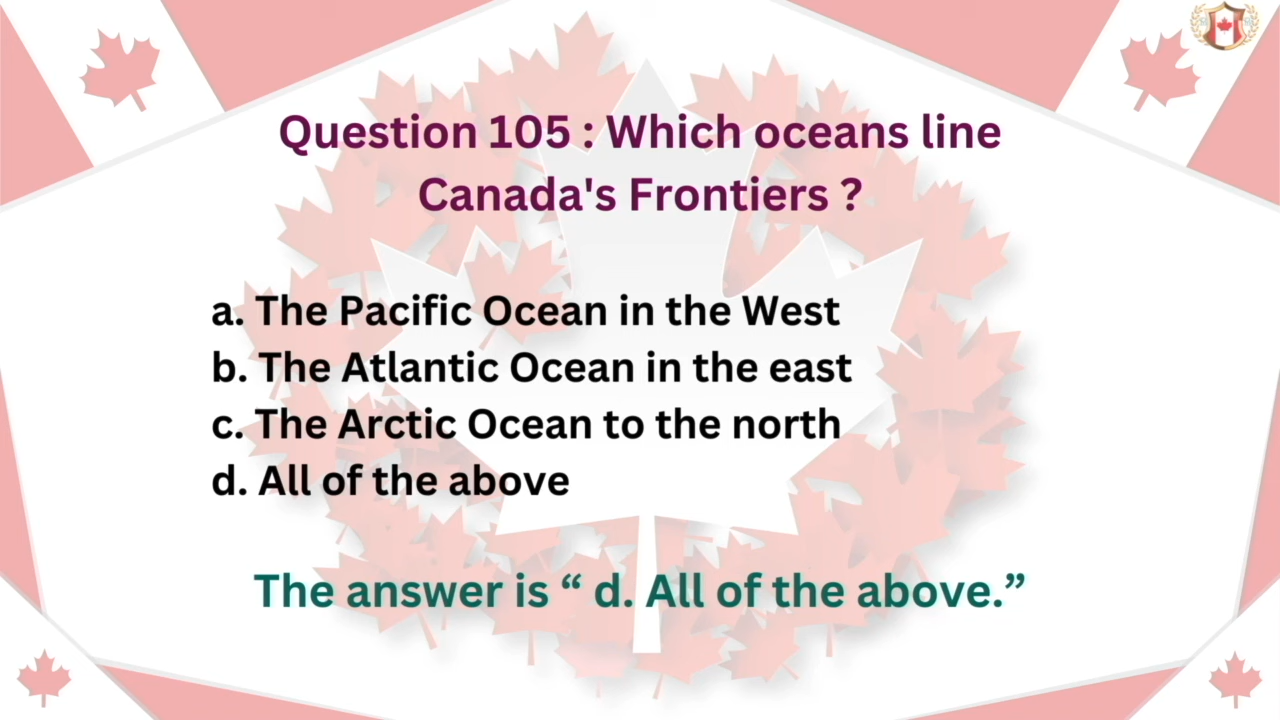 Question 105 : Which oceans line
Canada's Frontiers ?
a. The Pacific Ocean in the West
b. The Atlantic Ocean in the east
c. The Arctic Ocean to the north
d. All of the above
The answer is “ d. All of the above.”